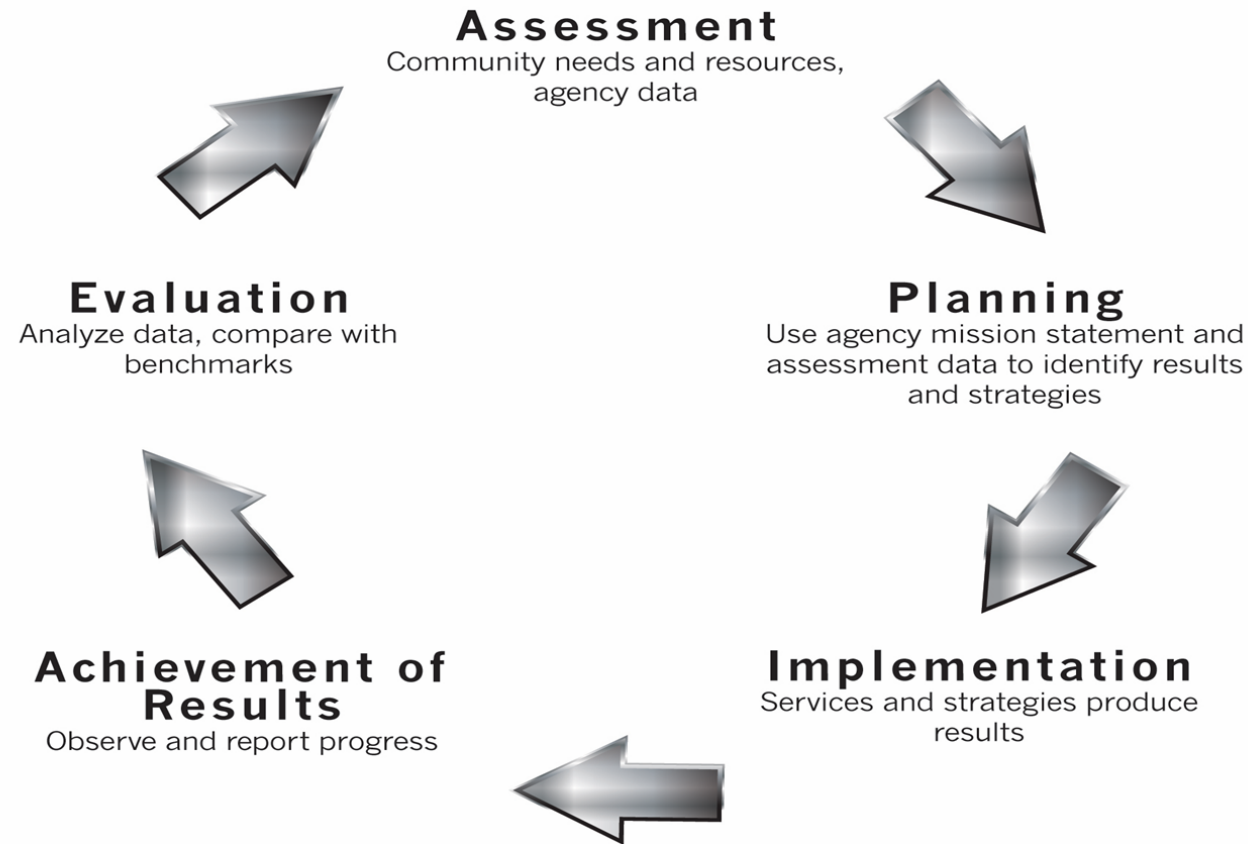 Assessment
Community needs and resources,
agency data
Planning
Use agency mission statement and
assessment data to identify results
and strategies
Implementation
Services and strategies produce
results
Achievement of
Results
Observe and report progress
Evaluation
Analyze data, compare with
benchmarks